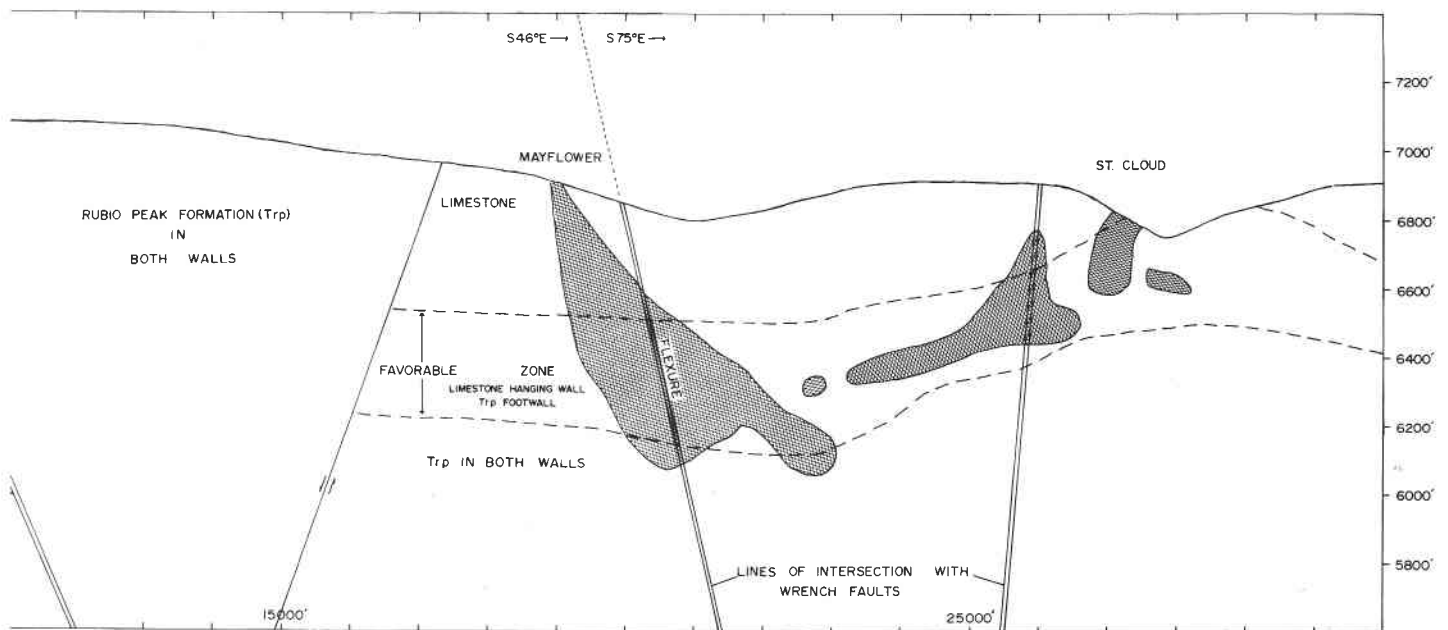 S46°E→ S75°E→
7200'
7000'
MAYFLOWER
ST. CLOUD
LIMESTONE
RUBIO PEAK FORMATION (Trp)
IN
BOTH WALLS
6800'
6600'
FAVORABLE ZONE
LIMESTONE HANGING WALL
Trp FOOTWALL
FLEXURE
6400'
6200'
Trp IN BOTH WALLS
6000'
5800'
LINES OF INTERSECTION WITH
WRENCH FAULTS
15000'
25000'